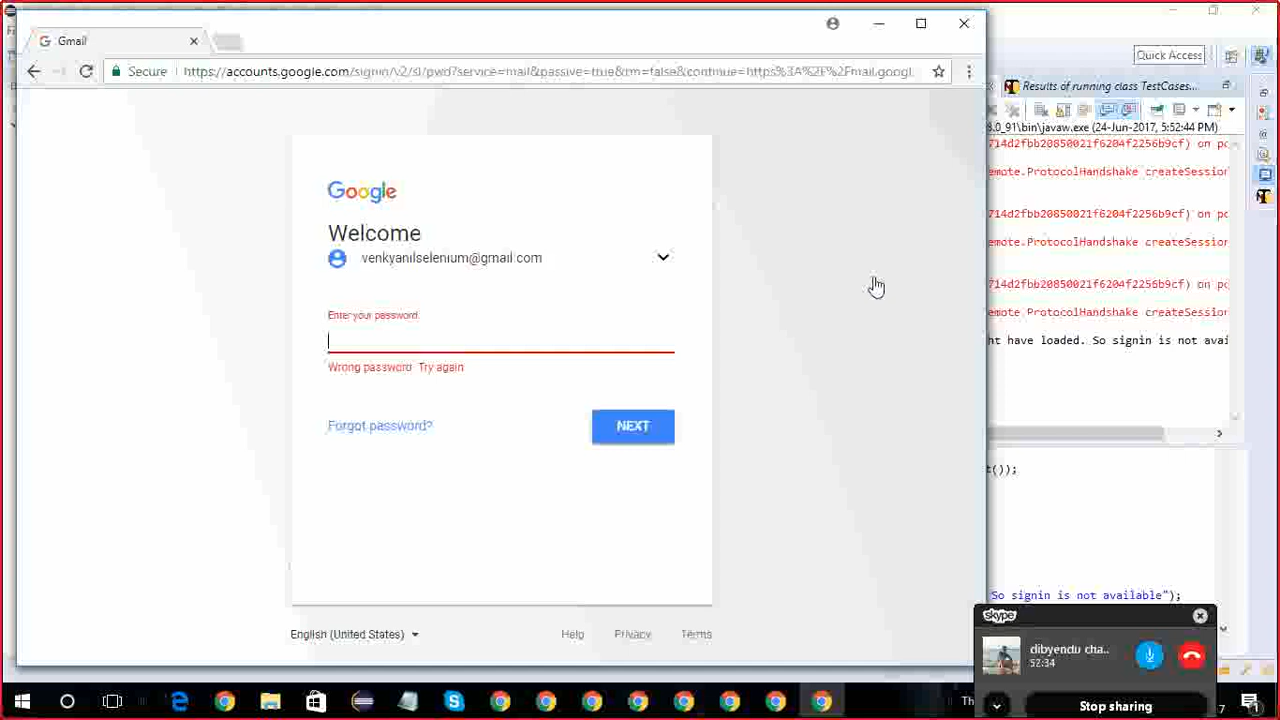 Gmail
Quick Access
Secure
https://accounts.google.com/signin/v2/sl/pwd?service=mail&passive=true&rm=false&continue=https%3A%2F%2Fmail.googl
Results of running class TestCases...
8.0_91\bin\javaw.exe (24-Jun-2017, 5:52:44 PM)
714d2fbb20850021f6204f2256b9cf) on po
remote.ProtocolHandshake createSession
714d2fbb20850021f6204f2256b9cf) on po
remote.ProtocolHandshake createSession
714d2fbb20850021f6204f2256b9cf) on po
remote.ProtocolHandshake createSession
ht have loaded. So signin is not avai
Google
Welcome
venkyanilselenium@gmail.com
Enter your password
Wrong password. Try again
Forgot password?
NEXT
t());
So signin is not available");
English (United States)
Help
Privacy
Terms
skype
dibyendu cha..
52:34
Stop sharing